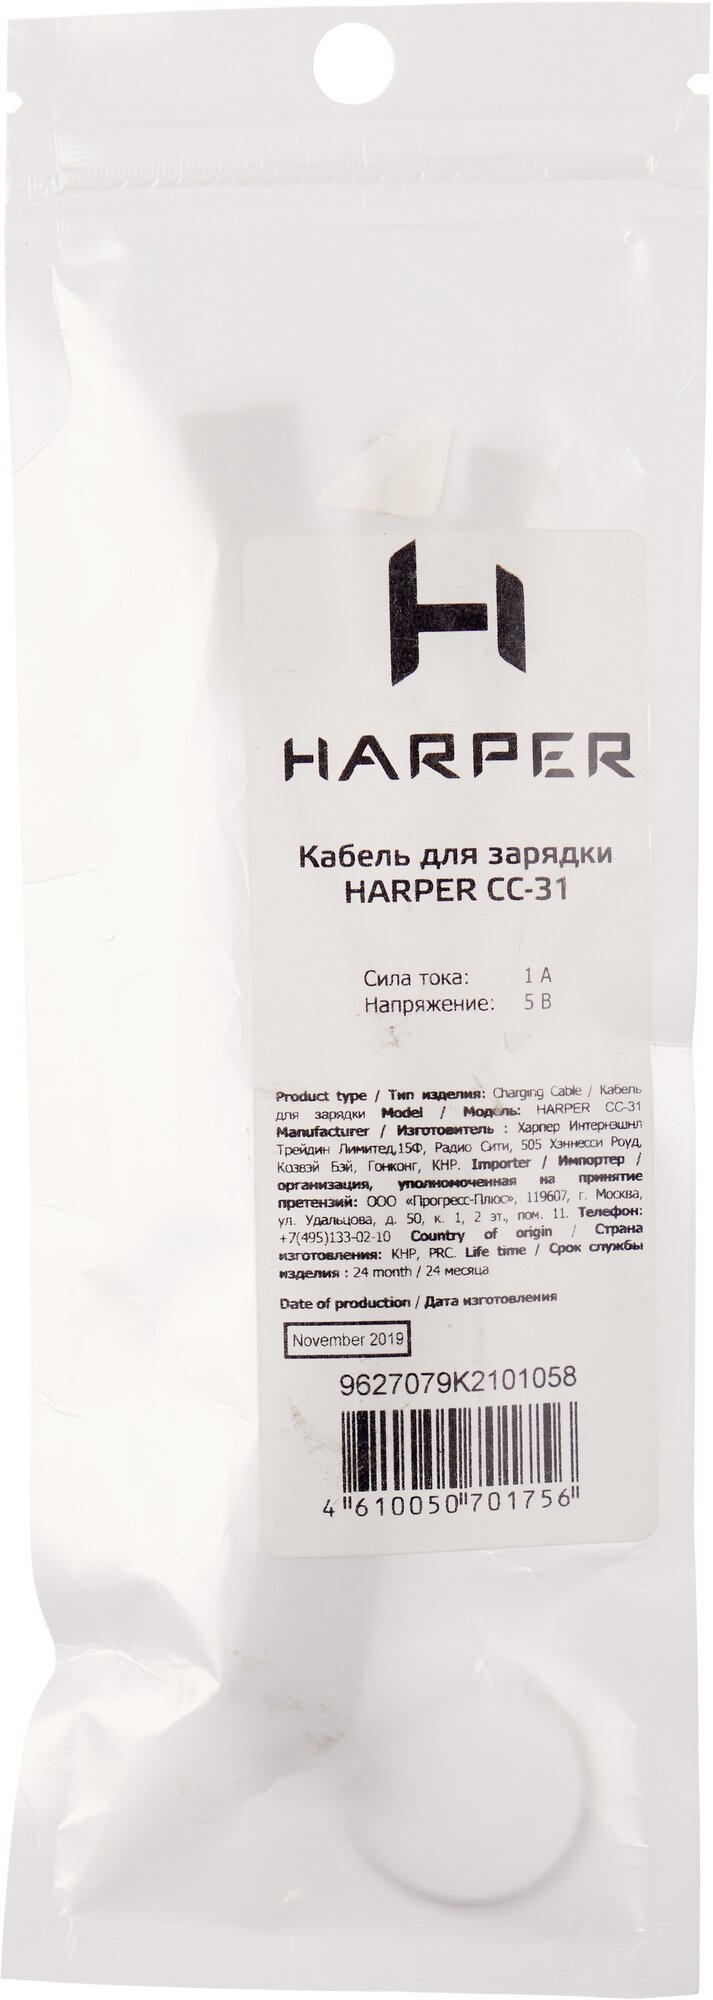 HARPER
Кабель для зарядки
HARPER CC-31
Сила тока: 1 А
Напряжение: 5 В
Product type / Тип изделия: Charging Cable / Кабель
для зарядки Model / Модель: HARPER CC-31
Manufacturer / Изготовитель : Харпер Интернэшнл
Трейдин Лимитед,15Ф, Радио Сити, 505 Хэннесси Роуд,
Козвэй Бэй, Гонконг, КНР. Importer / Импортер /
организация, уполномоченная на принятие
претензий: ООО «Прогресс-Плюс», 119607, г. Москва,
ул. Удальцова, д. 50, к. 1, 2 эт., пом. 11. Телефон:
+7(495)133-02-10 Country of origin / Страна
изготовления: КНР, PRC. Life time / Срок службы
изделия : 24 month / 24 месяца
Date of production / Дата изготовления
November 2019
9627079K2101058
4 610050 701756